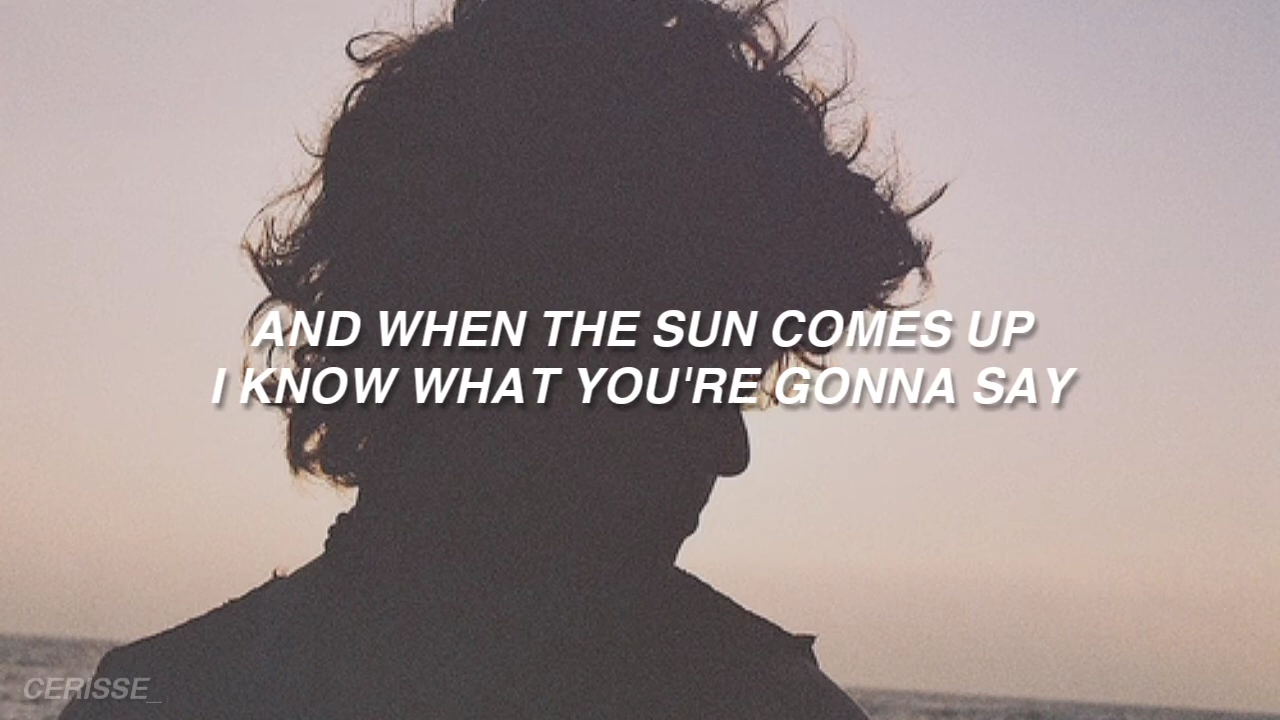 AND WHEN THE SUN COMES UP
I KNOW WHAT YOU'RE GONNA SAY
CERISSE_